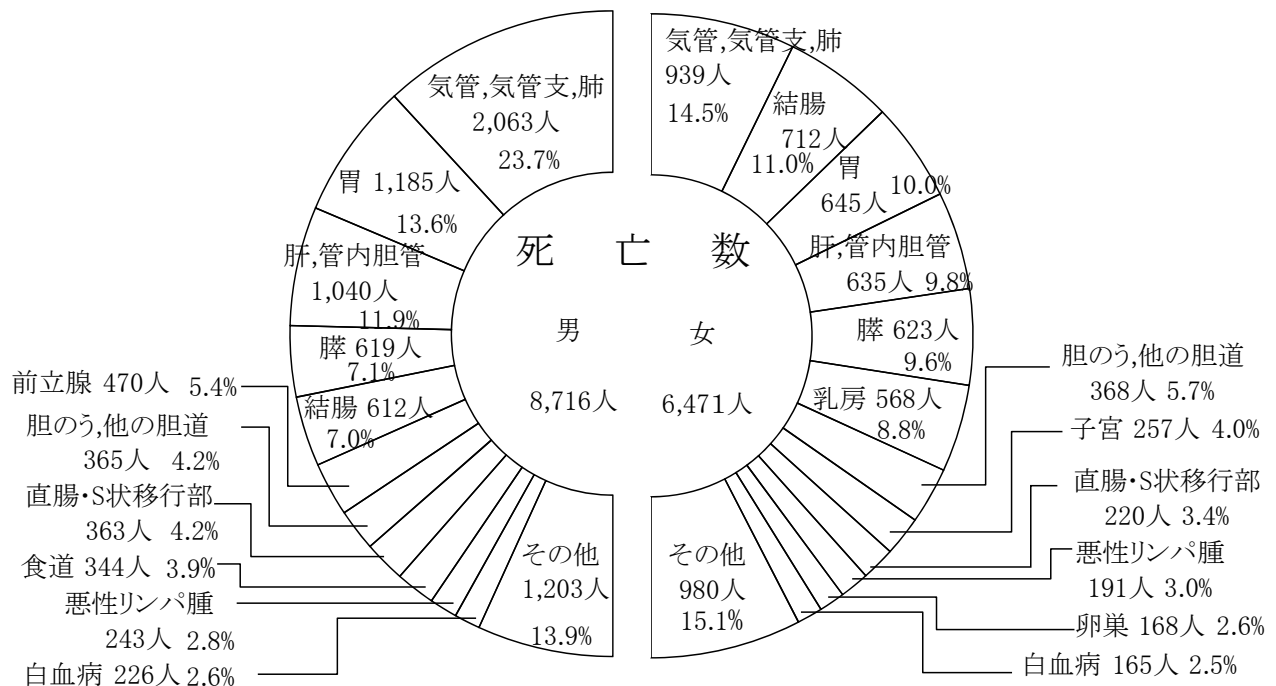 死亡数
男
8,716人
女
6,471人
気管,気管支,肺
2,063人
23.7%
胃 1,185人
13.6%
肝,管内胆管
1,040人
11.9%
膵 619人
7.1%
結腸 612人
7.0%
前立腺 470人 5.4%
胆のう,他の胆道
365人 4.2%
直腸・S状移行部
363人 4.2%
食道 344人 3.9%
悪性リンパ腫
243人 2.8%
白血病 226人 2.6%
その他
1,203人
13.9%
気管,気管支,肺
939人
14.5%
結腸
712人
11.0%
胃
645人 10.0%
肝,管内胆管
635人 9.8%
膵 623人
9.6%
乳房 568人
8.8%
胆のう,他の胆道
368人 5.7%
子宮 257人 4.0%
直腸・S状移行部
220人 3.4%
悪性リンパ腫
191人 3.0%
卵巣 168人 2.6%
白血病 165人 2.5%
その他
980人
15.1%